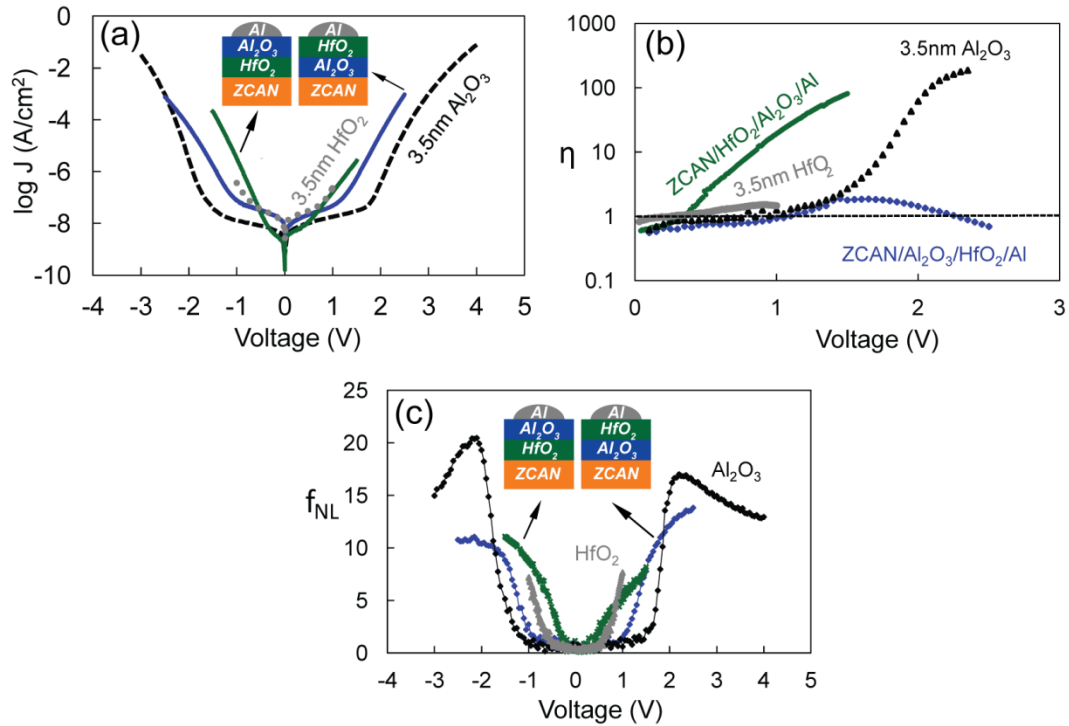 (a)
log J (A/cm²)
0
-2
-4
-6
-8
-10
Al
Al₂O₃
HfO₂
ZCAN
Al
HfO₂
Al₂O₃
ZCAN
3.5nm HfO₂
3.5nm Al₂O₃
-4 -3 -2 -1 0 1 2 3 4 5
Voltage (V)
(b)
η
1000
100
10
1
0.1
ZCAN/HfO₂/Al₂O₃/Al
3.5nm HfO₂
3.5nm Al₂O₃
ZCAN/Al₂O₃/HfO₂/Al
0 1 2 3
Voltage (V)
(c)
f_NL
25
20
15
10
5
0
Al
Al₂O₃
HfO₂
ZCAN
Al
HfO₂
Al₂O₃
ZCAN
HfO₂
Al₂O₃
-4 -3 -2 -1 0 1 2 3 4 5
Voltage (V)